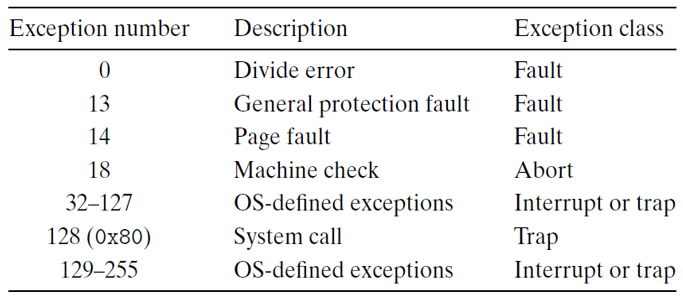 Exception number Description Exception class
0 Divide error Fault
13 General protection fault Fault
14 Page fault Fault
18 Machine check Abort
32–127 OS-defined exceptions Interrupt or trap
128 (0x80) System call Trap
129–255 OS-defined exceptions Interrupt or trap